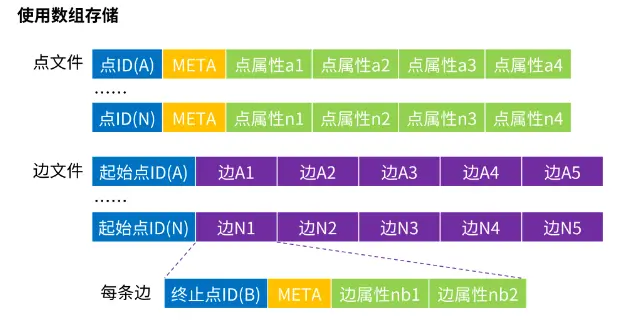 使用数组存储
点文件 点ID(A) META 点属性a1 点属性a2 点属性a3 点属性a4
……
点ID(N) META 点属性n1 点属性n2 点属性n3 点属性n4
边文件 起始点ID(A) 边A1 边A2 边A3 边A4 边A5
……
起始点ID(N) 边N1 边N2 边N3 边N4 边N5
每条边 终止点ID(B) META 边属性nb1 边属性nb2